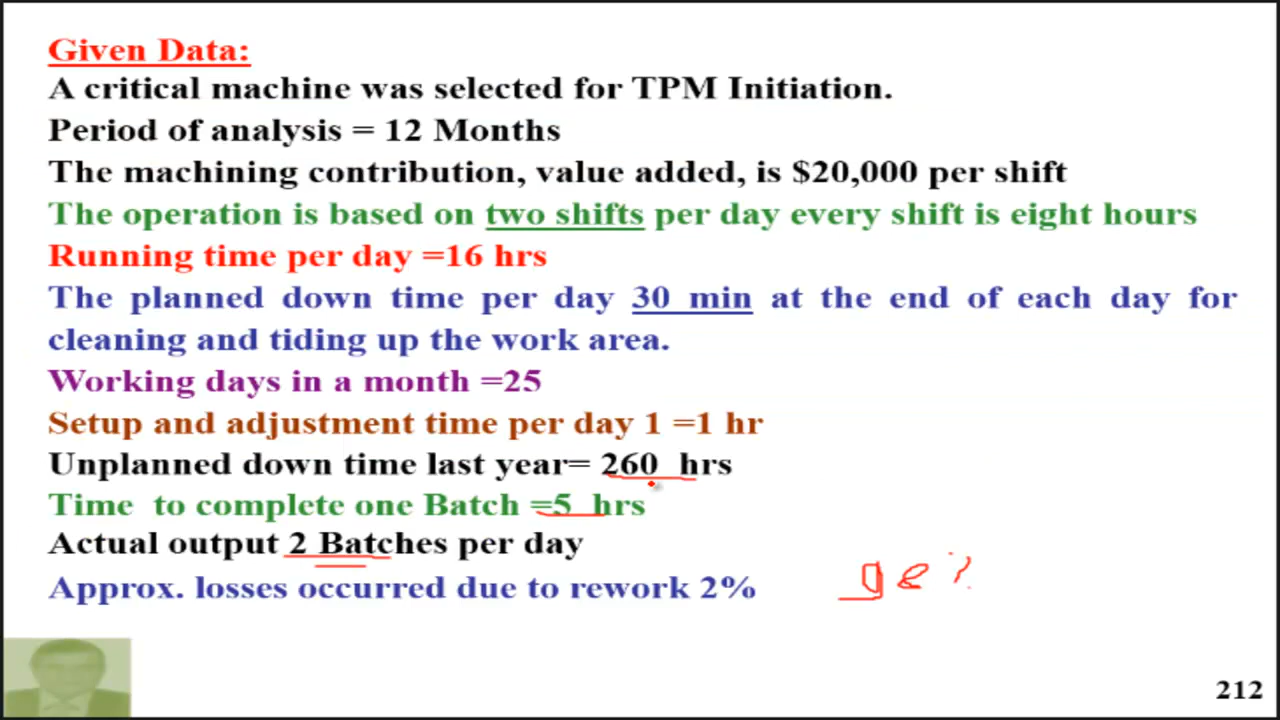 Given Data:
A critical machine was selected for TPM Initiation.
Period of analysis = 12 Months
The machining contribution, value added, is $20,000 per shift
The operation is based on two shifts per day every shift is eight hours
Running time per day =16 hrs
The planned down time per day 30 min at the end of each day for
cleaning and tiding up the work area.
Working days in a month =25
Setup and adjustment time per day 1 =1 hr
Unplanned down time last year= 260 hrs
Time to complete one Batch =5 hrs
Actual output 2 Batches per day
Approx. losses occurred due to rework 2%
212